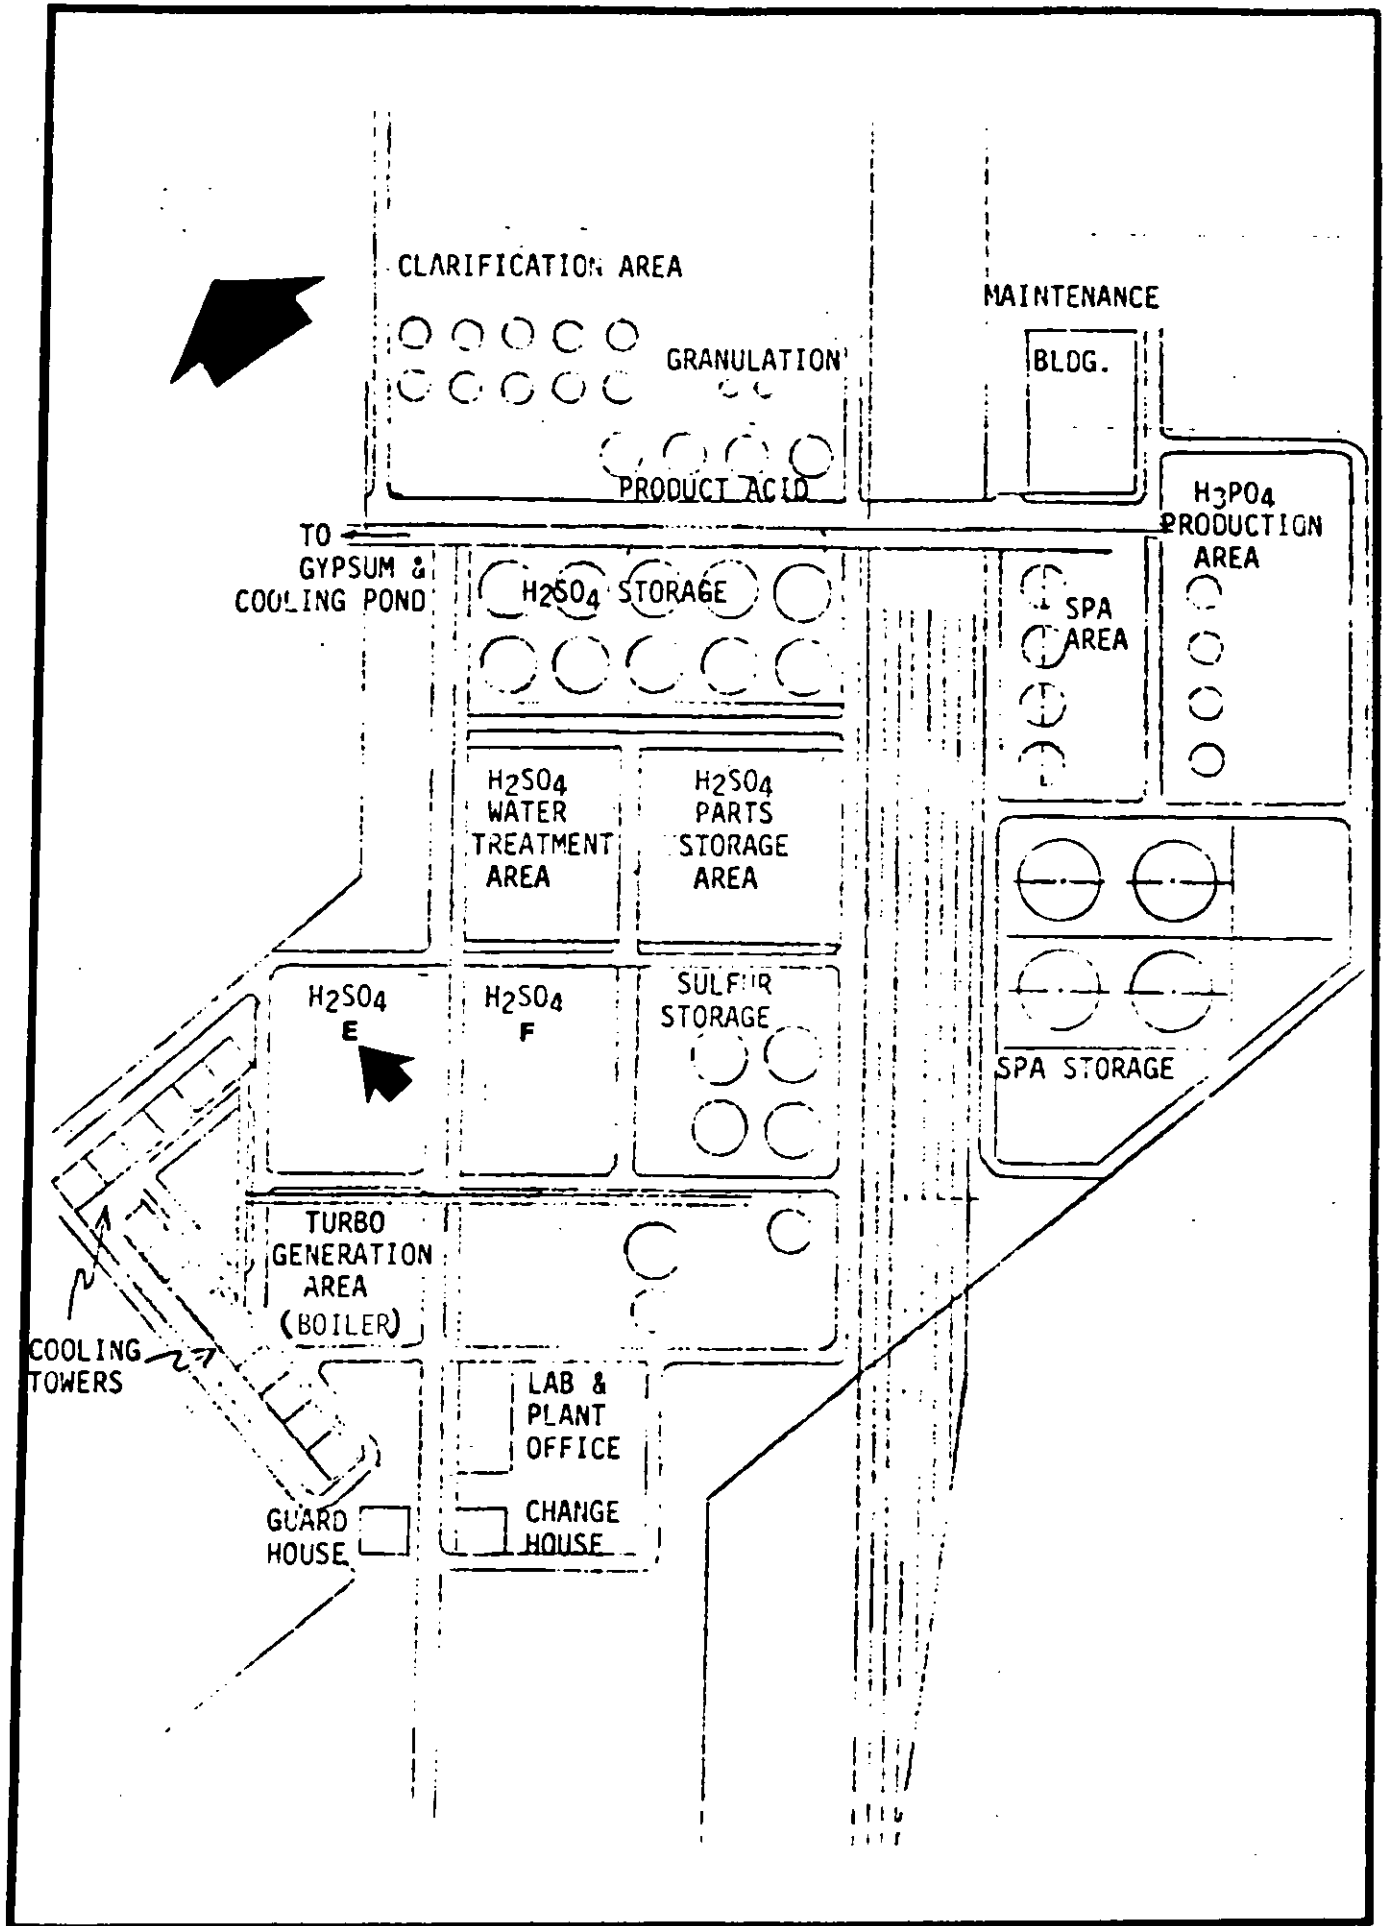 CLARIFICATION AREA
MAINTENANCE
BLDG.
GRANULATION
PRODUCT ACID
H3PO4
PRODUCTION
AREA
TO
GYPSUM &
COOLING POND
H2SO4 STORAGE
SPA
AREA
H2SO4
WATER
TREATMENT
AREA
H2SO4
PARTS
STORAGE
AREA
H2SO4
E
H2SO4
F
SULFUR
STORAGE
SPA STORAGE
TURBO
GENERATION
AREA
(BOILER)
COOLING
TOWERS
LAB &
PLANT
OFFICE
GUARD
HOUSE
CHANGE
HOUSE